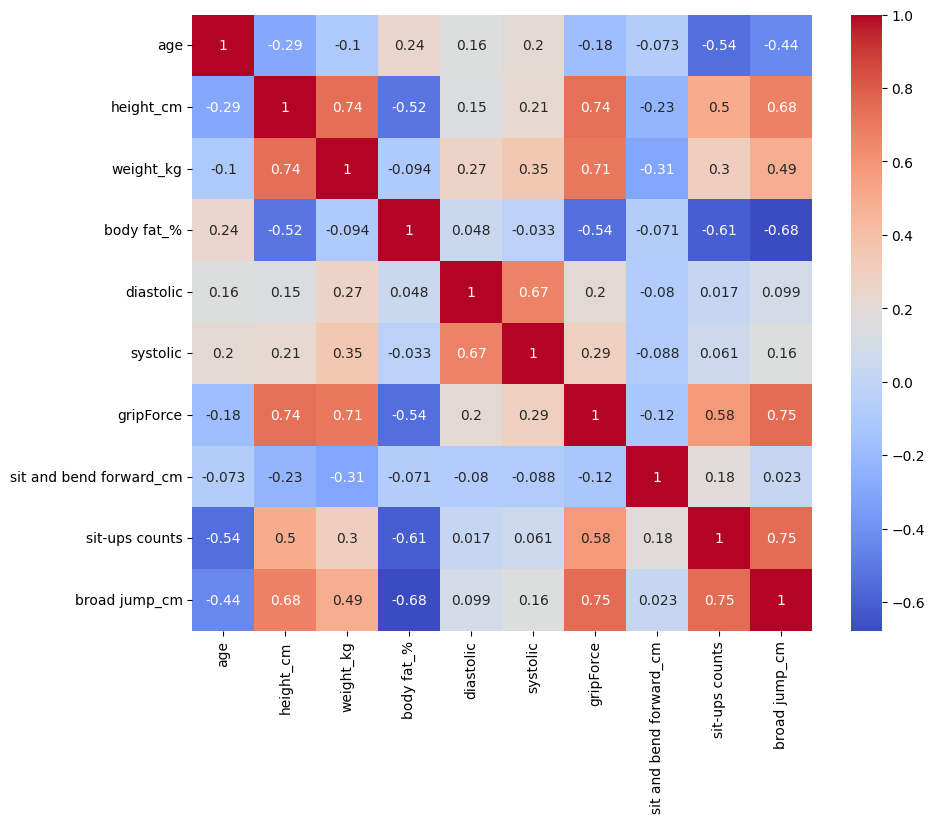 age 1 -0.29 -0.1 0.24 0.16 0.2 -0.18 -0.073 -0.54 -0.44
height_cm -0.29 1 0.74 -0.52 0.15 0.21 0.74 -0.23 0.5 0.68
weight_kg -0.1 0.74 1 -0.094 0.27 0.35 0.71 -0.31 0.3 0.49
body fat_% 0.24 -0.52 -0.094 1 0.048 -0.033 -0.54 -0.071 -0.61 -0.68
diastolic 0.16 0.15 0.27 0.048 1 0.67 0.2 -0.08 0.017 0.099
systolic 0.2 0.21 0.35 -0.033 0.67 1 0.29 -0.088 0.061 0.16
gripForce -0.18 0.74 0.71 -0.54 0.2 0.29 1 -0.12 0.58 0.75
sit and bend forward_cm -0.073 -0.23 -0.31 -0.071 -0.08 -0.088 -0.12 1 0.18 0.023
sit-ups counts -0.54 0.5 0.3 -0.61 0.017 0.061 0.58 0.18 1 0.75
broad jump_cm -0.44 0.68 0.49 -0.68 0.099 0.16 0.75 0.023 0.75 1
age
height_cm
weight_kg
body fat_%
diastolic
systolic
gripForce
sit and bend forward_cm
sit-ups counts
broad jump_cm
1.0
0.8
0.6
0.4
0.2
0.0
−0.2
−0.4
−0.6